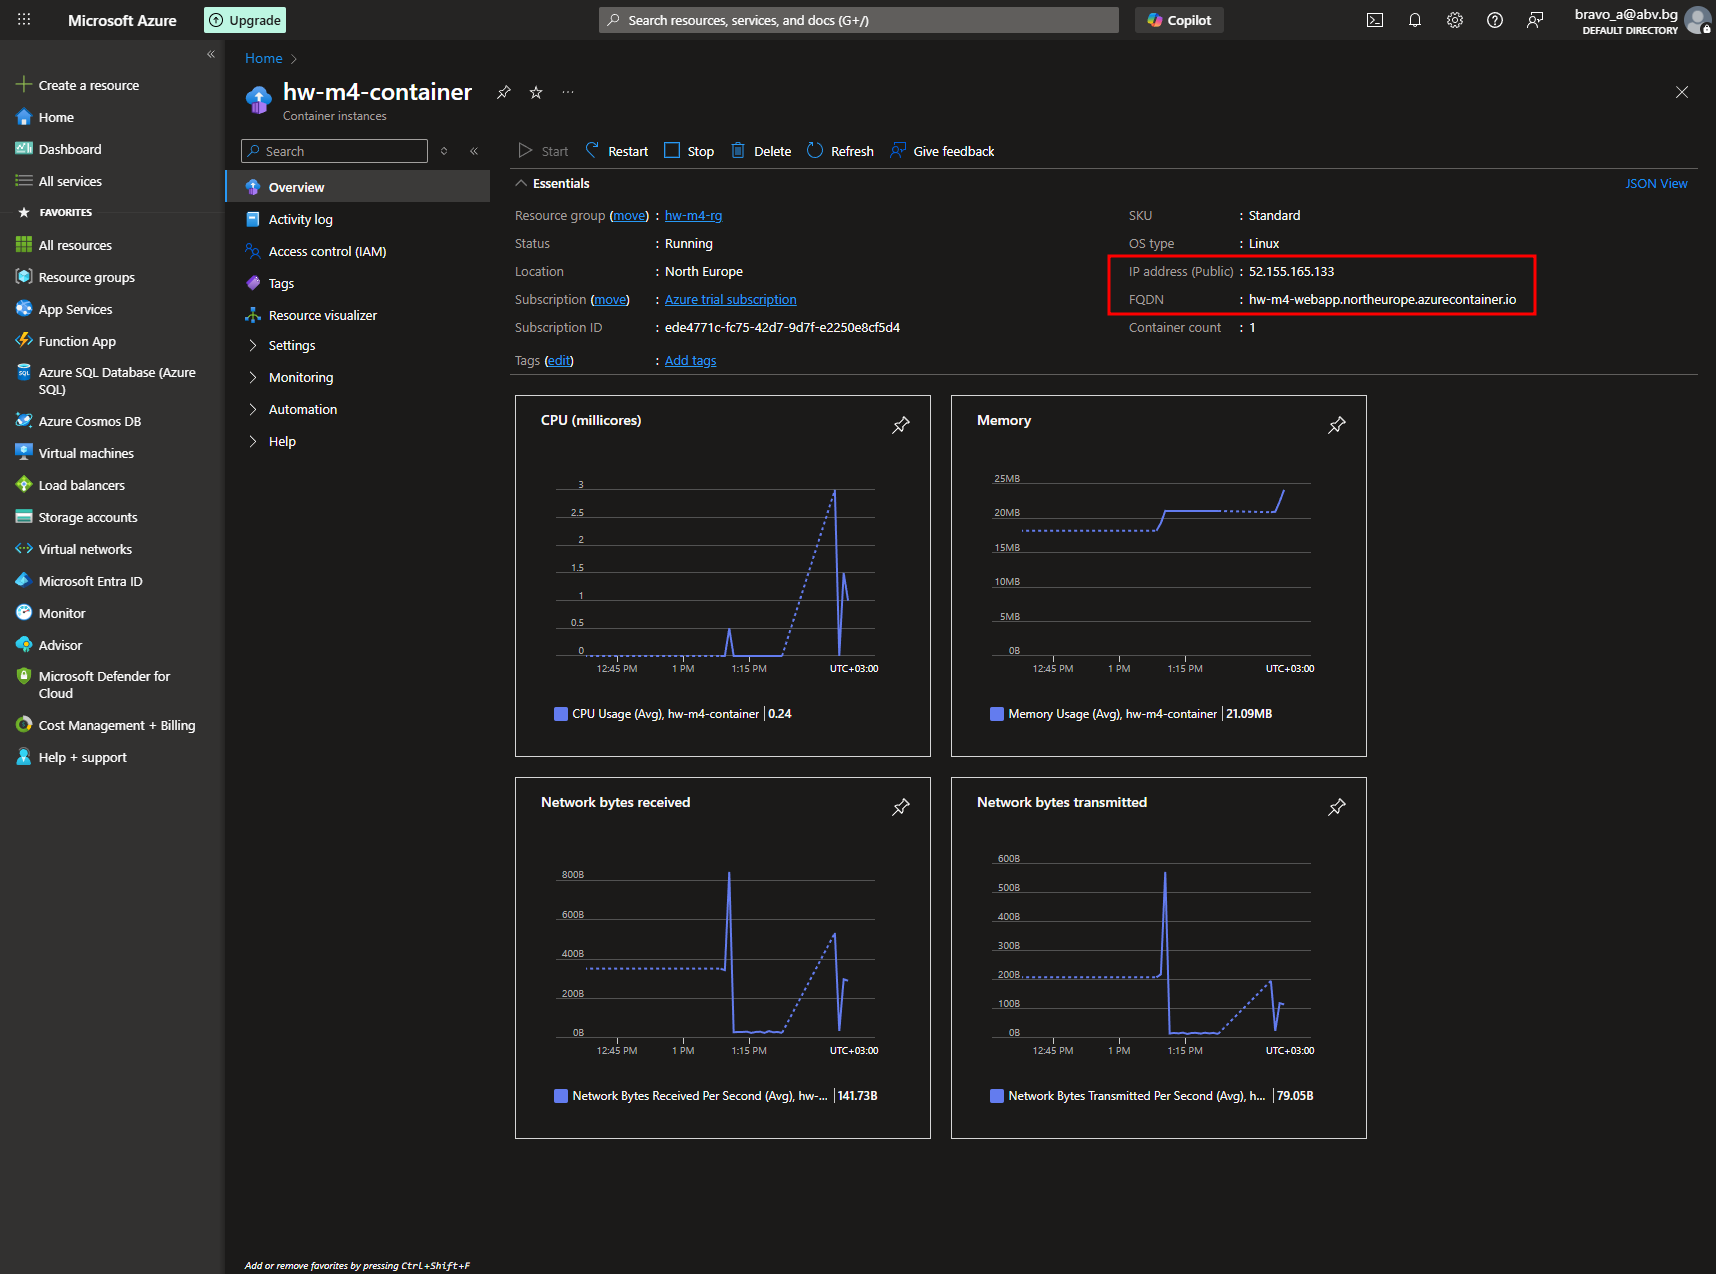 Microsoft Azure
Upgrade
Search resources, services, and docs (G+/)
Copilot
bravo_a@abv.bg
DEFAULT DIRECTORY
Create a resource
Home
Dashboard
All services
FAVORITES
All resources
Resource groups
App Services
Function App
Azure SQL Database (Azure
SQL)
Azure Cosmos DB
Virtual machines
Load balancers
Storage accounts
Virtual networks
Microsoft Entra ID
Monitor
Advisor
Microsoft Defender for
Cloud
Cost Management + Billing
Help + support
Home
hw-m4-container
Container instances
Search
Overview
Activity log
Access control (IAM)
Tags
Resource visualizer
Settings
Monitoring
Automation
Help
Start
Restart
Stop
Delete
Refresh
Give feedback
Essentials
JSON View
Resource group (move) : hw-m4-rg
Status : Running
Location : North Europe
Subscription (move) : Azure trial subscription
Subscription ID : ede4771c-fc75-42d7-9d7f-e2250e8cf5d4
Tags (edit) : Add tags
SKU : Standard
OS type : Linux
IP address (Public) : 52.155.165.133
FQDN : hw-m4-webapp.northeurope.azurecontainer.io
Container count : 1
CPU (millicores)
3
2.5
2
1.5
1
0.5
0
12:45 PM 1 PM 1:15 PM UTC+03:00
CPU Usage (Avg), hw-m4-container 0.24
Memory
25MB
20MB
15MB
10MB
5MB
0B
12:45 PM 1 PM 1:15 PM UTC+03:00
Memory Usage (Avg), hw-m4-container 21.09MB
Network bytes received
800B
600B
400B
200B
0B
12:45 PM 1 PM 1:15 PM UTC+03:00
Network Bytes Received Per Second (Avg), hw-... 141.73B
Network bytes transmitted
600B
500B
400B
300B
200B
100B
0B
12:45 PM 1 PM 1:15 PM UTC+03:00
Network Bytes Transmitted Per Second (Avg), h... 79.05B
Add or remove favorites by pressing Ctrl+Shift+F